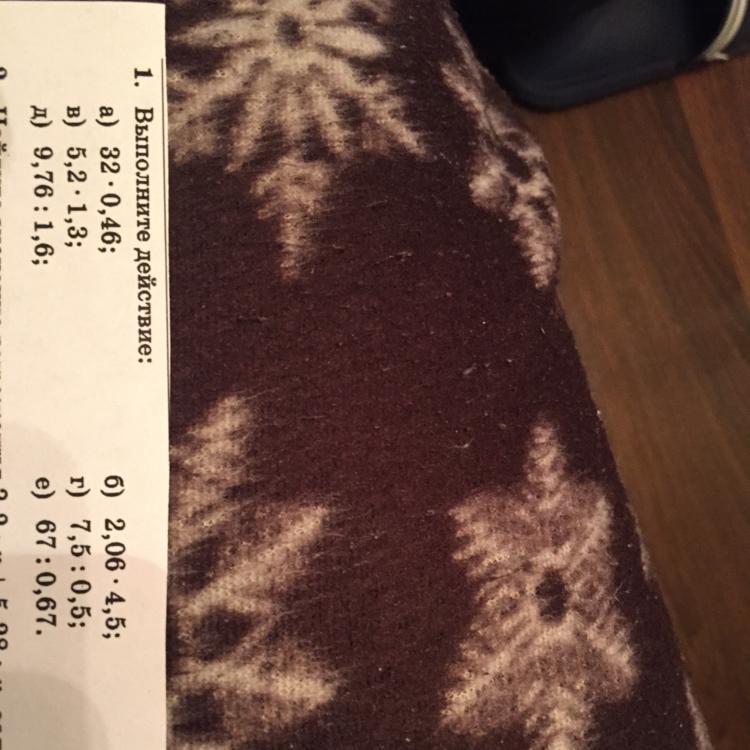 1. Выполните действие:
а) 32 · 0,46; б) 2,06 · 4,5;
в) 5,2 · 1,3; г) 7,5 : 0,5;
д) 9,76 : 1,6; е) 67 : 0,67.